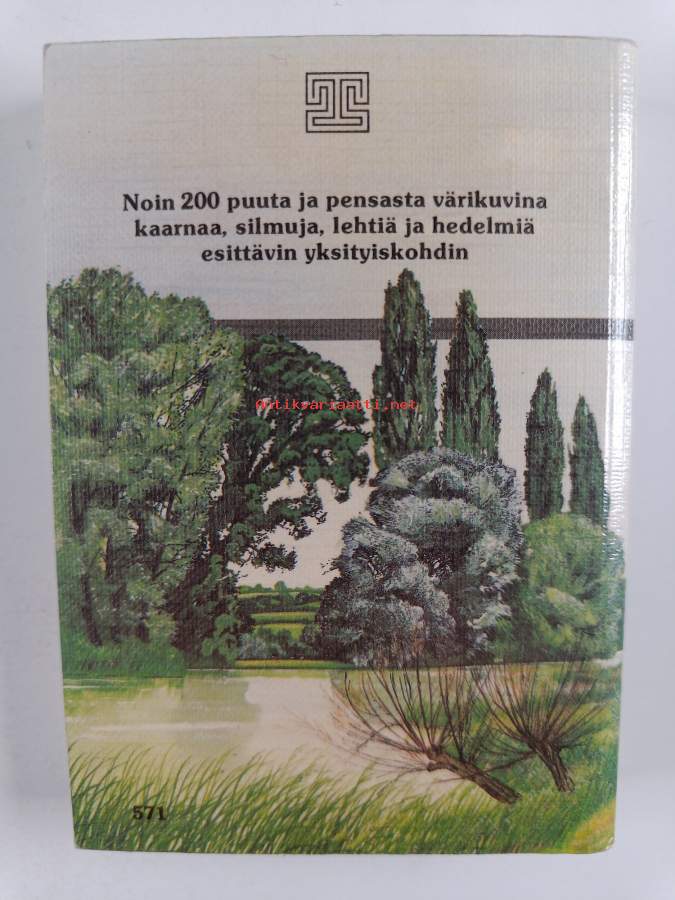 Noin 200 puuta ja pensasta värikuvina
kaarnaa, silmuja, lehtiä ja hedelmiä
esittävin yksityiskohdin
Antikvariaatti.net
571